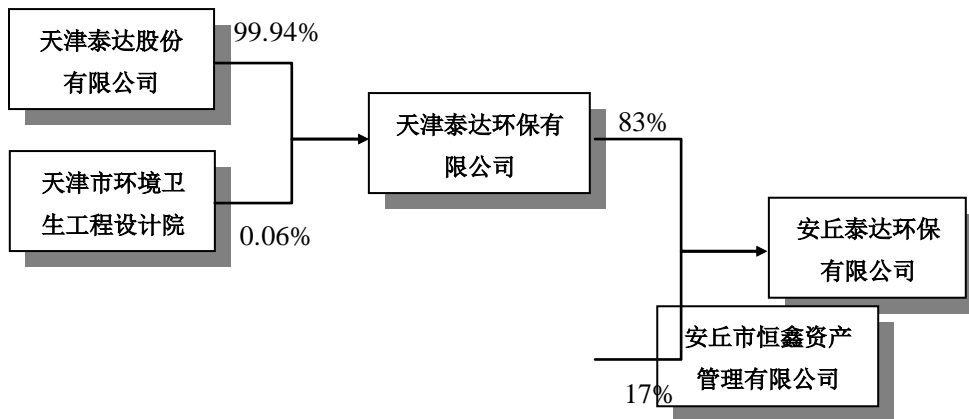 天津泰达股份
有限公司
99.94%
天津市环境卫
生工程设计院
0.06%
天津泰达环保有
限公司
83%
安丘泰达环保
有限公司
安丘市恒鑫资产
管理有限公司
17%